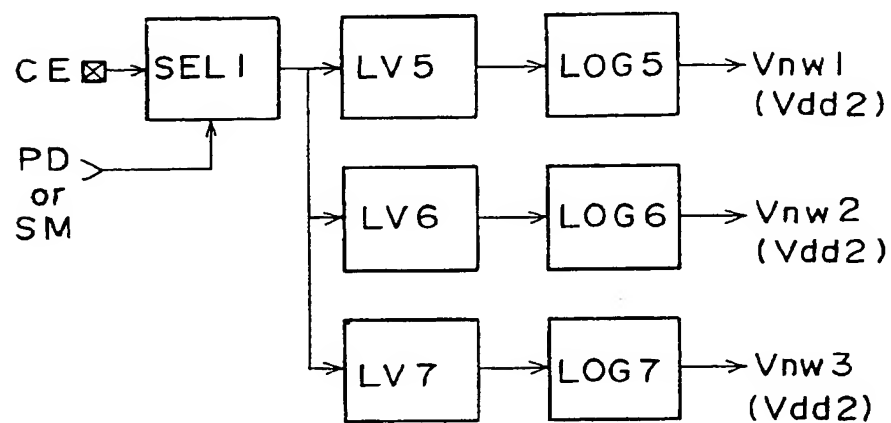 CE
SEL1
LV5
LOG5
Vnw1
(Vdd2)
PD
or
SM
LV6
LOG6
Vnw2
(Vdd2)
LV7
LOG7
Vnw3
(Vdd2)